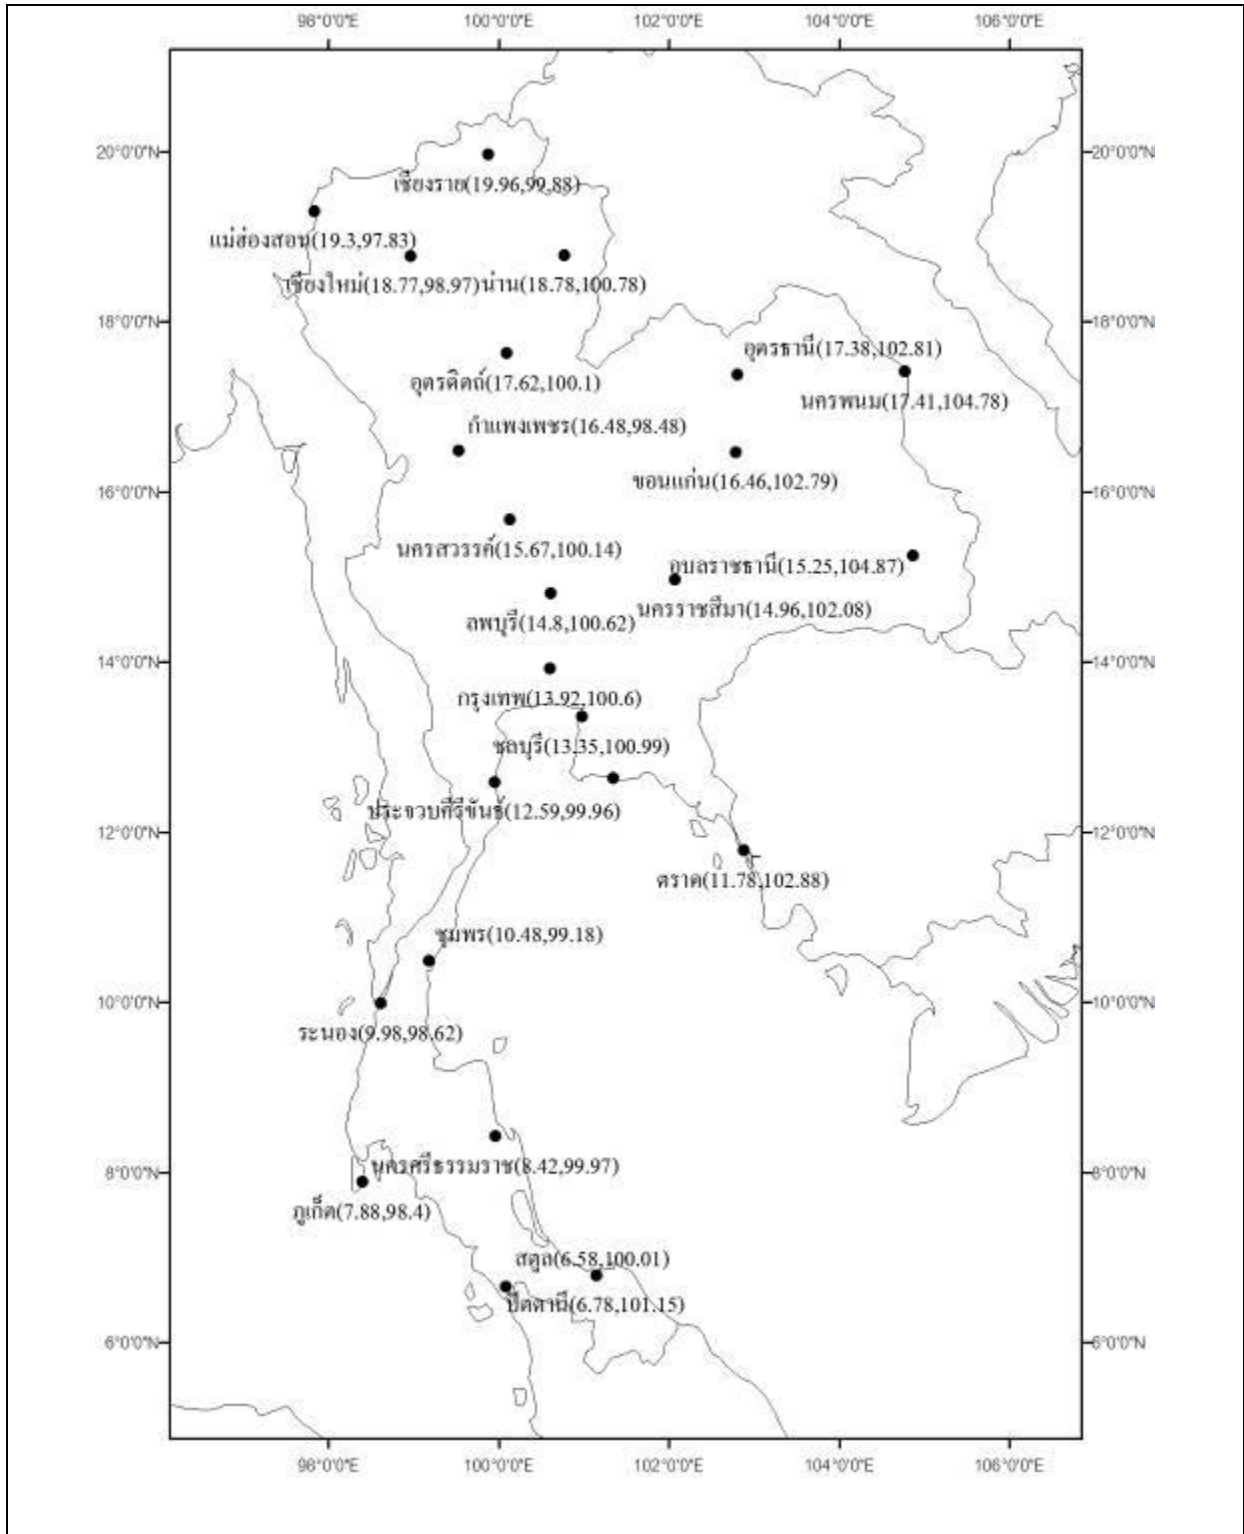 98°0'0"E 100°0'0"E 102°0'0"E 104°0'0"E 106°0'0"E
20°0'0"N 20°0'0"N
เชียงราย(19.96,99.88)
แม่ฮ่องสอน(19.3,97.83)
เชียงใหม่(18.77,98.97)น่าน(18.78,100.78)
18°0'0"N 18°0'0"N
อุดรธานี(17.38,102.81)
อุตรดิตถ์(17.62,100.1)
นครพนม(17.41,104.78)
กำแพงเพชร(16.48,98.48)
ขอนแก่น(16.46,102.79)
16°0'0"N 16°0'0"N
นครสวรรค์(15.67,100.14)
อุบลราชธานี(15.25,104.87)
นครราชสีมา(14.96,102.08)
ลพบุรี(14.8,100.62)
14°0'0"N 14°0'0"N
กรุงเทพ(13.92,100.6)
ชลบุรี(13.35,100.99)
ประจวบคีรีขันธ์(12.59,99.96)
12°0'0"N 12°0'0"N
ตราด(11.78,102.88)
ชุมพร(10.48,99.18)
10°0'0"N 10°0'0"N
ระนอง(9.98,98.62)
นครศรีธรรมราช(8.42,99.97)
8°0'0"N 8°0'0"N
ภูเก็ต(7.88,98.4)
สตูล(6.58,100.01)
ปัตตานี(6.78,101.15)
6°0'0"N 6°0'0"N
98°0'0"E 100°0'0"E 102°0'0"E 104°0'0"E 106°0'0"E